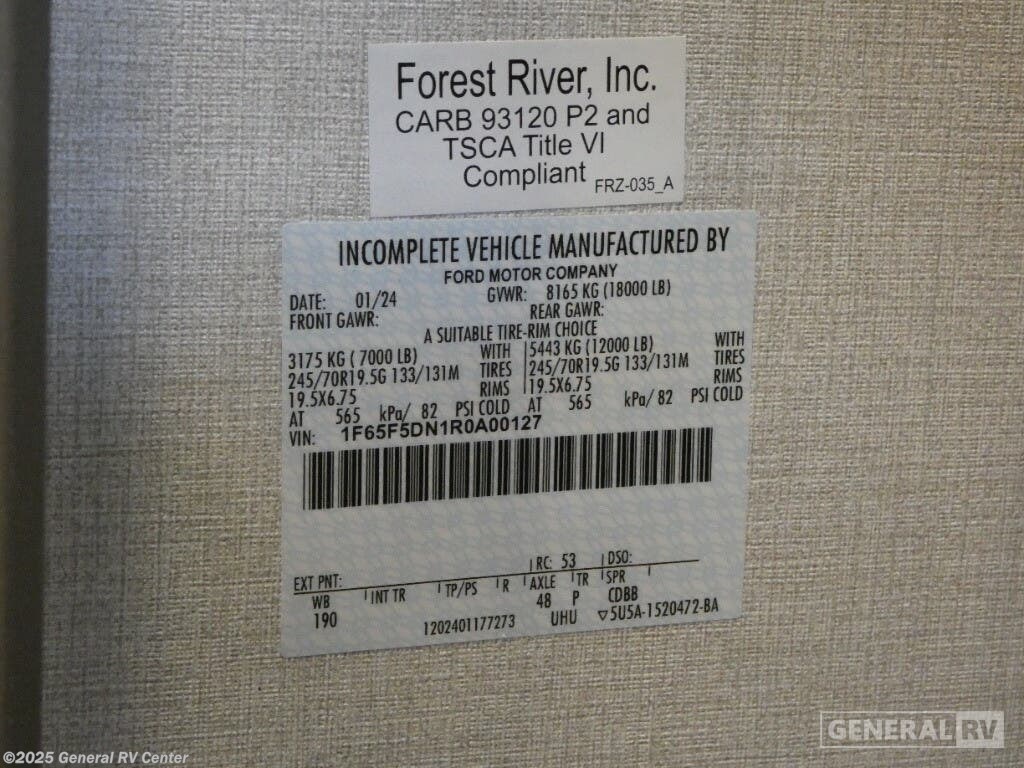 Forest River, Inc.
CARB 93120 P2 and
TSCA Title VI
Compliant FRZ-035_A
INCOMPLETE VEHICLE MANUFACTURED BY
FORD MOTOR COMPANY
DATE: 01/24 GVWR: 8165 KG (18000 LB)
FRONT GAWR: REAR GAWR:
A SUITABLE TIRE-RIM CHOICE
3175 KG ( 7000 LB) WITH 5443 KG (12000 LB) WITH
245/70R19.5G 133/131M TIRES 245/70R19.5G 133/131M TIRES
19.5X6.75 RIMS 19.5X6.75 RIMS
AT 565 kPa/ 82 PSI COLD AT 565 kPa/ 82 PSI COLD
VIN: 1F65F5DN1R0A00127
EXT PNT: RC: 53 DSO:
WB INT TR TP/PS R AXLE TR SPR
190 48 P CDBB
1202401177273 UHU ▽5U5A-1520472-BA
GENERAL RV
©2025 General RV Center